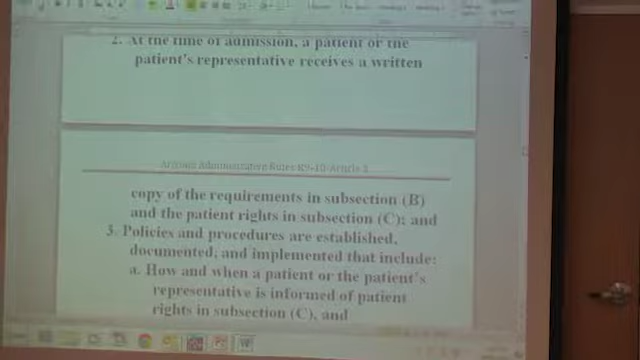 2. At the time of admission, a patient or the
patient's representative receives a written
Arizona Administrative Rules R9-10-Article 3
copy of the requirements in subsection (B)
and the patient rights in subsection (C); and
3. Policies and procedures are established,
documented, and implemented that include:
a. How and when a patient or the patient's
representative is informed of patient
rights in subsection (C), and